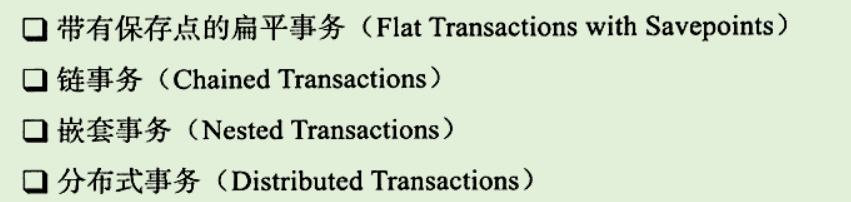 ❑ 带有保存点的扁平事务（Flat Transactions with Savepoints）
❑ 链事务（Chained Transactions）
❑ 嵌套事务（Nested Transactions）
❑ 分布式事务（Distributed Transactions）